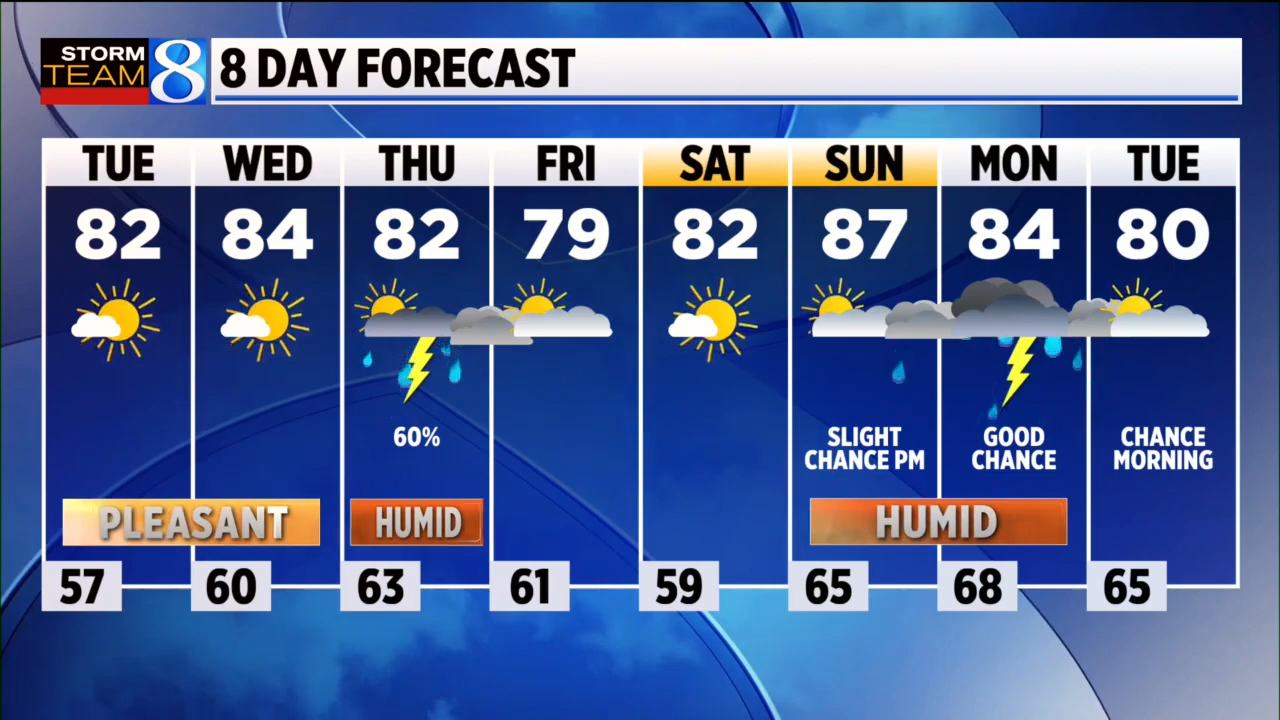 STORM
TEAM
8
8 DAY FORECAST
TUE WED THU FRI SAT SUN MON TUE
82 84 82 79 82 87 84 80
60%
SLIGHT
CHANCE PM
GOOD
CHANCE
CHANCE
MORNING
PLEASANT HUMID HUMID
57 60 63 61 59 65 68 65